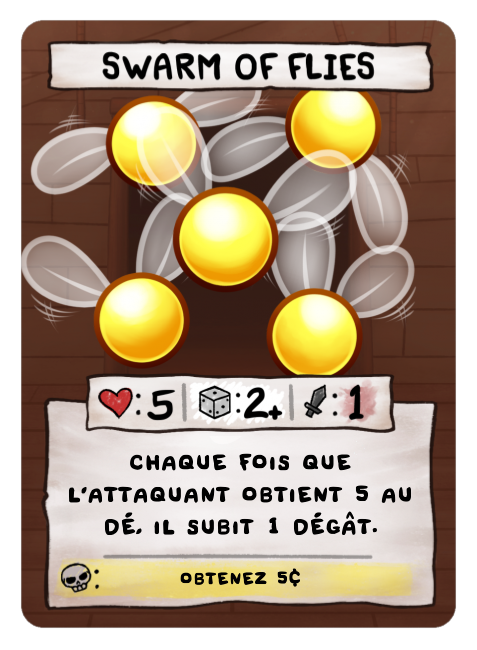 SWARM OF FLIES
:5 :2+ :1
CHAQUE FOIS QUE
L'ATTAQUANT OBTIENT 5 AU
DÉ, IL SUBIT 1 DÉGÂT.
: OBTENEZ 5¢